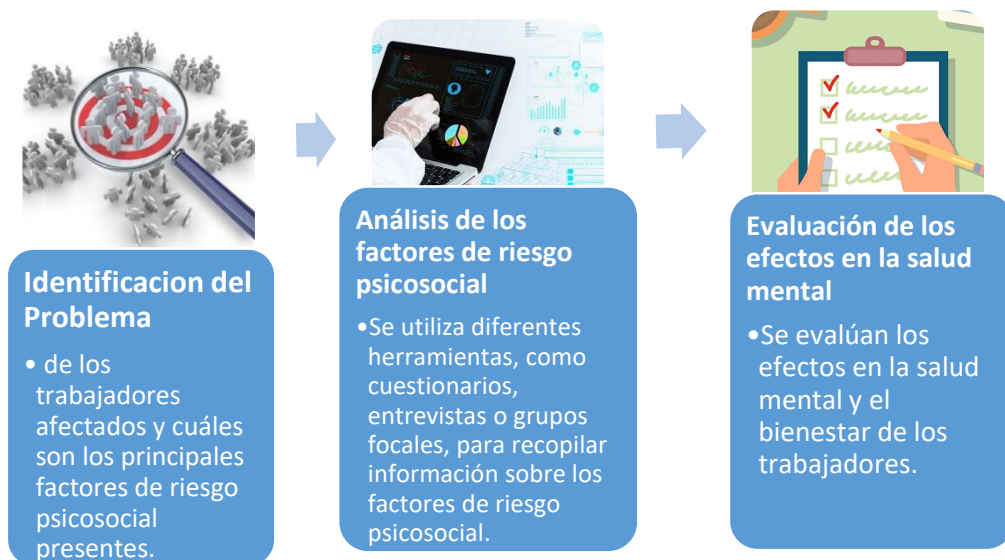 Identificacion del
Problema
• de los
trabajadores
afectados y cuáles
son los principales
factores de riesgo
psicosocial
presentes.
Análisis de los
factores de riesgo
psicosocial
•Se utiliza diferentes
herramientas, como
cuestionarios,
entrevistas o grupos
focales, para recopilar
información sobre los
factores de riesgo
psicosocial.
Evaluación de los
efectos en la salud
mental
•Se evalúan los
efectos en la salud
mental y el
bienestar de los
trabajadores.